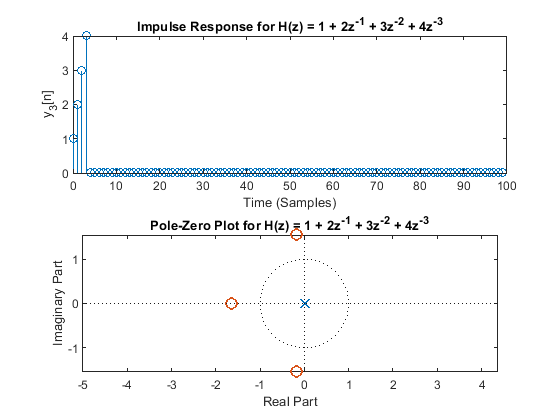 Impulse Response for H(z) = 1 + 2z^-1 + 3z^-2 + 4z^-3
4
3
2
1
0
y_3[n]
0 10 20 30 40 50 60 70 80 90 100
Time (Samples)
Pole-Zero Plot for H(z) = 1 + 2z^-1 + 3z^-2 + 4z^-3
1
0
-1
Imaginary Part
-5 -4 -3 -2 -1 0 1 2 3 4
Real Part